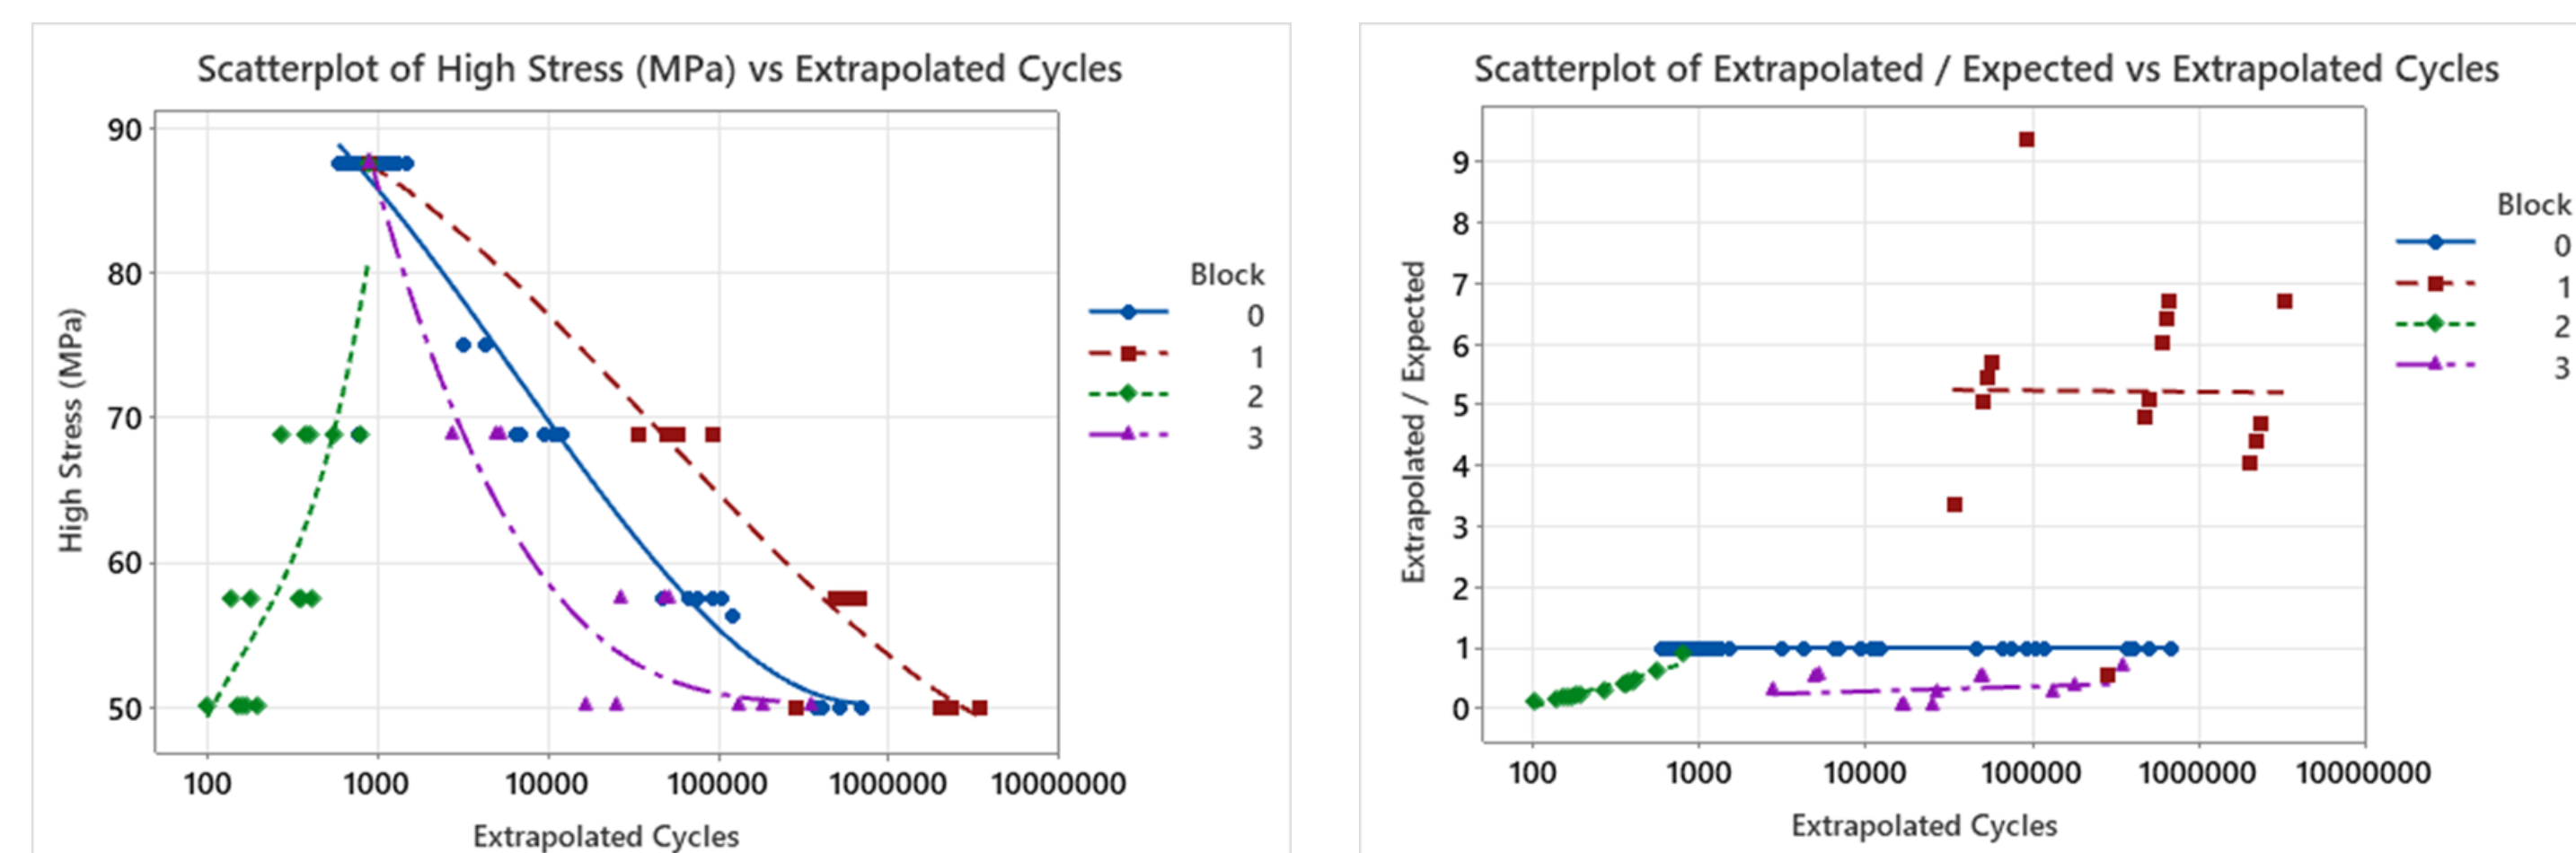 Scatterplot of High Stress (MPa) vs Extrapolated Cycles
90
80
70
60
50
High Stress (MPa)
100 1000 10000 100000 1000000 10000000
Extrapolated Cycles
Block
0
1
2
3
Scatterplot of Extrapolated / Expected vs Extrapolated Cycles
9
8
7
6
5
4
3
2
1
0
Extrapolated / Expected
100 1000 10000 100000 1000000 10000000
Extrapolated Cycles
Block
0
1
2
3